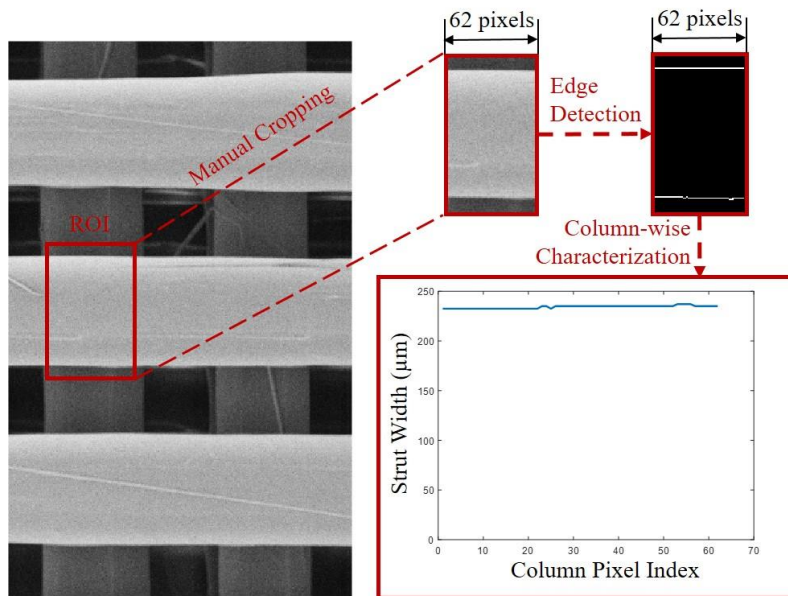 62 pixels
62 pixels
Manual Cropping
ROI
Edge
Detection
Column-wise
Characterization
Strut Width (µm)
250
200
150
100
50
0
0
10
20
30
40
50
60
70
Column Pixel Index